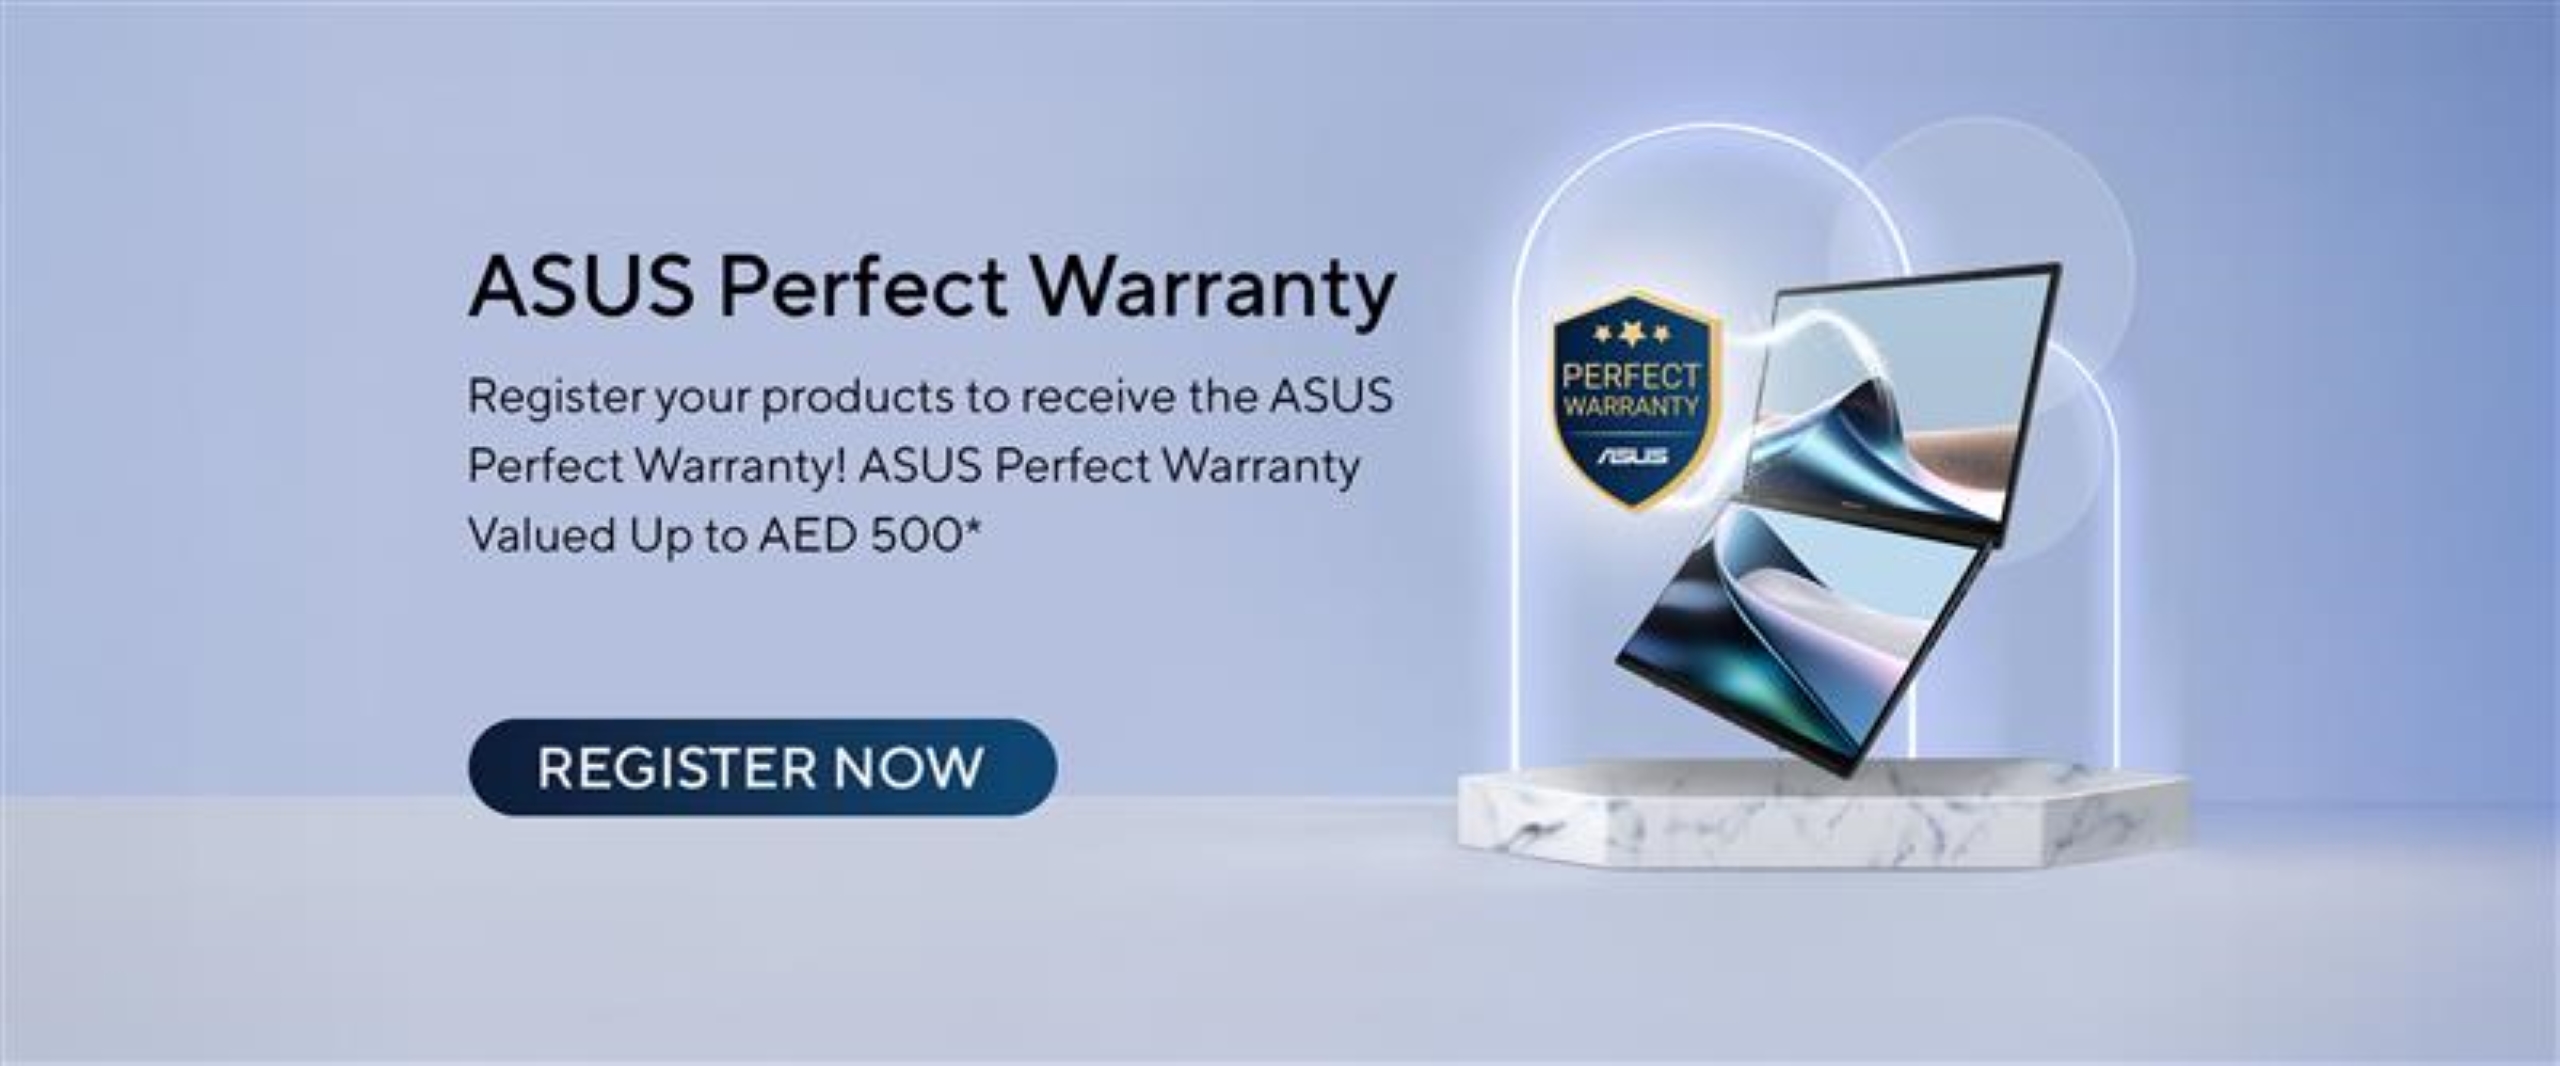 ASUS Perfect Warranty
Register your products to receive the ASUS
Perfect Warranty! ASUS Perfect Warranty
Valued Up to AED 500*
REGISTER NOW
PERFECT
WARRANTY
ASUS